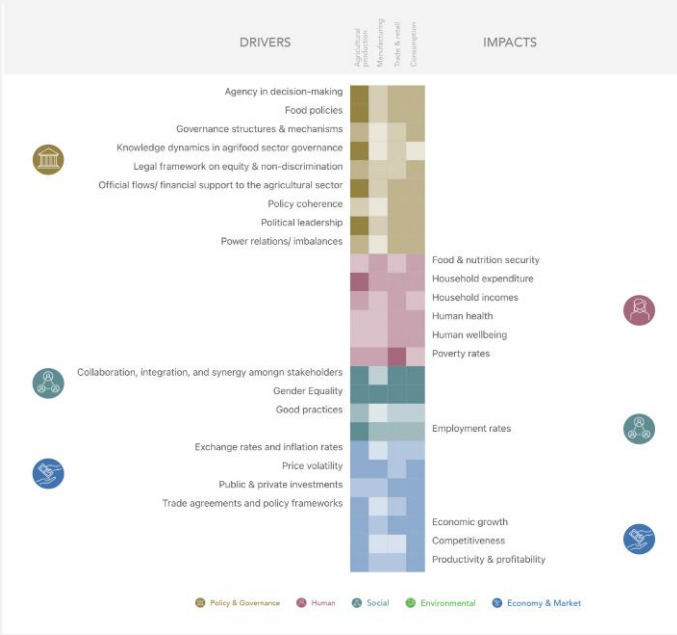 DRIVERS
Agricultural production
Manufacturing
Trade & retail
Consumption
IMPACTS
Agency in decision-making
Food policies
Governance structures & mechanisms
Knowledge dynamics in agrifood sector governance
Legal framework on equity & non-discrimination
Official flows/ financial support to the agricultural sector
Policy coherence
Political leadership
Power relations/ imbalances
Food & nutrition security
Household expenditure
Household incomes
Human health
Human wellbeing
Poverty rates
Collaboration, integration, and synergy amongn stakeholders
Gender Equality
Good practices
Employment rates
Exchange rates and inflation rates
Price volatility
Public & private investments
Trade agreements and policy frameworks
Economic growth
Competitiveness
Productivity & profitability
Policy & Governance
Human
Social
Environmental
Economy & Market